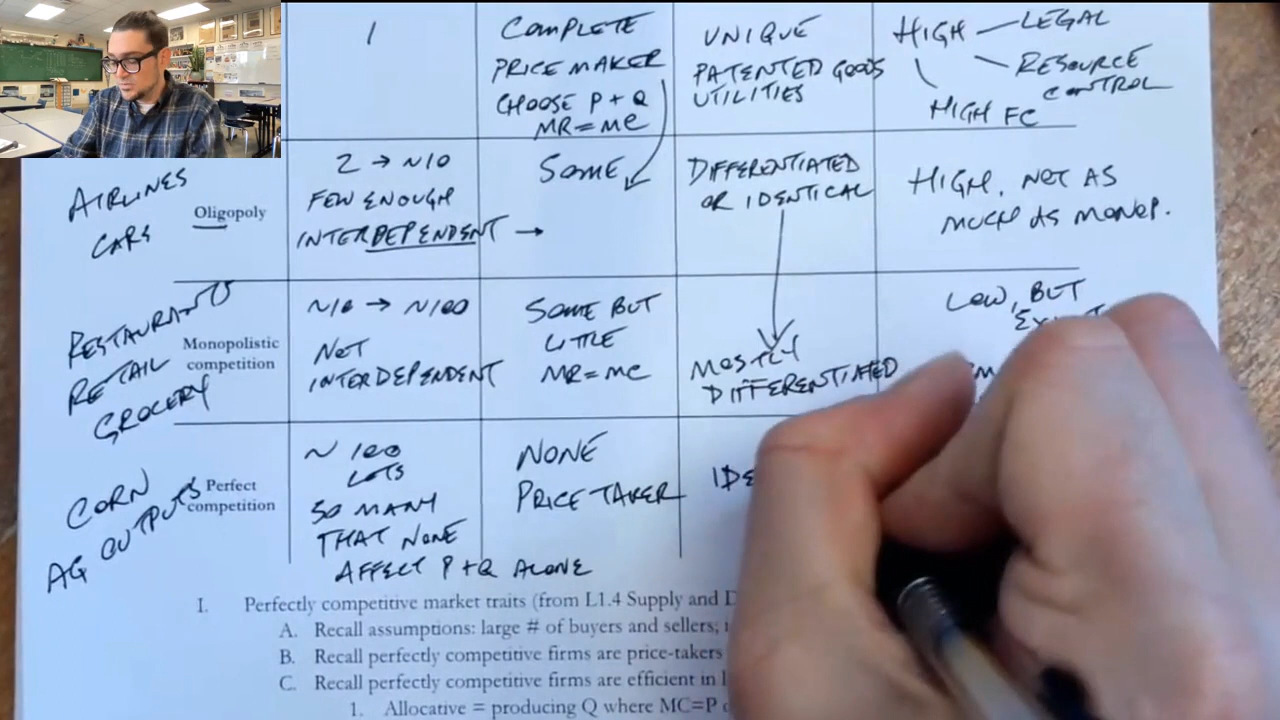 1
COMPLETE
PRICE MAKER
CHOOSE P + Q
MR = MC
UNIQUE
PATENTED GOODS
UTILITIES
HIGH — LEGAL
RESOURCE
CONTROL
HIGH FC
AIRLINES
CARS
Oligopoly
2 → ~10
FEW ENOUGH
INTERDEPENDENT →
SOME
DIFFERENTIATED
OR IDENTICAL
HIGH, NOT AS
MUCH AS MONOP.
RESTAURANTS
RETAIL
GROCERY
Monopolistic
competition
~10 → ~100
NOT
INTERDEPENDENT
SOME BUT
LITTLE
MR = MC
MOSTLY
DIFFERENTIATED
LOW, BUT
CORN
AG OUTPUTS
Perfect
competition
~ 100
LOTS
SO MANY
THAT NONE
AFFECT P + Q ALONE
NONE
PRICE TAKER
I. Perfectly competitive market traits (from L1.4 Supply and
A. Recall assumptions: large # of buyers and sellers;
B. Recall perfectly competitive firms are price-takers
C. Recall perfectly competitive firms are efficient in
1. Allocative = producing Q where MC=P